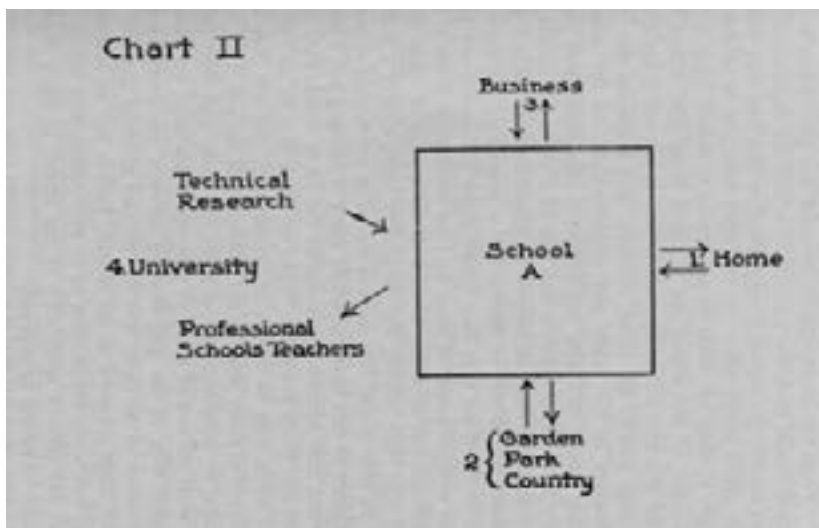 Chart II
Business
3
Technical
Research
School
A
1. Home
4. University
Professional
Schools Teachers
2 { Garden
Park
Country